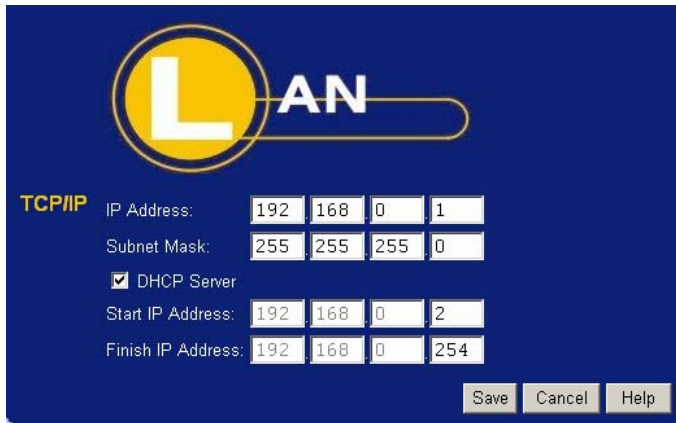 LAN
TCP/IP
IP Address: 192 . 168 . 0 . 1
Subnet Mask: 255 . 255 . 255 . 0
DHCP Server
Start IP Address: 192 . 168 . 0 . 2
Finish IP Address: 192 . 168 . 0 . 254
Save Cancel Help